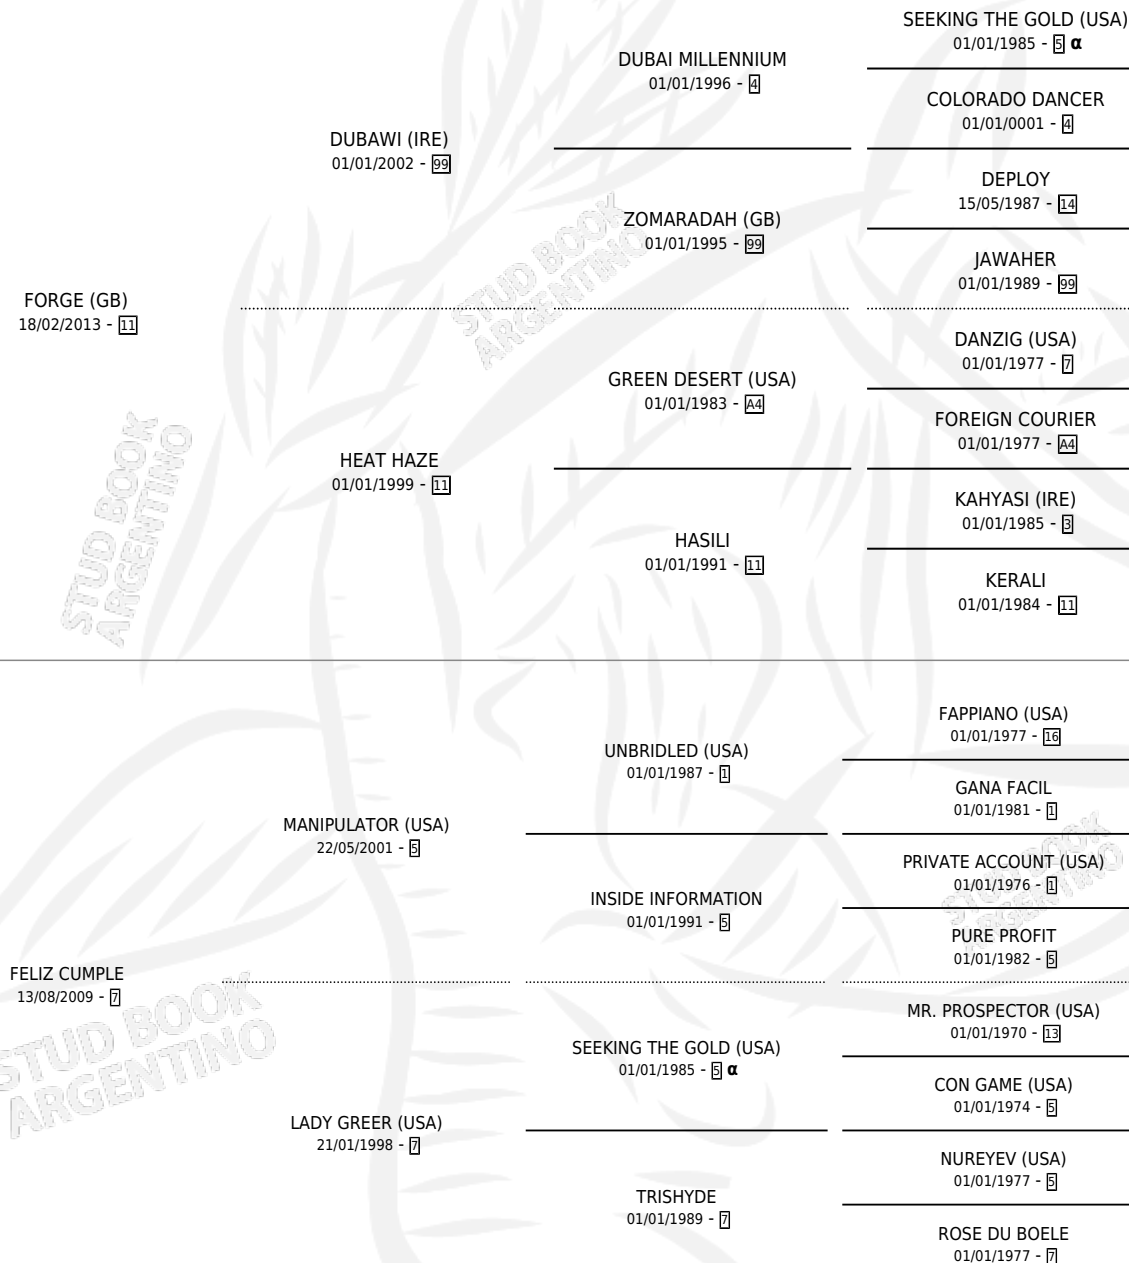 SEEKING THE GOLD (USA)
01/01/1985 - 5 α
DUBAI MILLENNIUM
01/01/1996 - 4
COLORADO DANCER
01/01/0001 - 4
DUBAWI (IRE)
01/01/2002 - 99
DEPLOY
15/05/1987 - 14
ZOMARADAH (GB)
01/01/1995 - 99
JAWAHER
01/01/1989 - 99
STUD BOOK
ARGENTINO
FORGE (GB)
18/02/2013 - 11
DANZIG (USA)
01/01/1977 - 7
GREEN DESERT (USA)
01/01/1983 - A4
FOREIGN COURIER
01/01/1977 - A4
HEAT HAZE
01/01/1999 - 11
KAHYASI (IRE)
01/01/1985 - 3
HASILI
01/01/1991 - 11
KERALI
01/01/1984 - 11
STUD BOOK
ARGENTINO
FAPPIANO (USA)
01/01/1977 - 16
UNBRIDLED (USA)
01/01/1987 - 1
GANA FACIL
01/01/1981 - 1
MANIPULATOR (USA)
22/05/2001 - 5
PRIVATE ACCOUNT (USA)
01/01/1976 - 1
INSIDE INFORMATION
01/01/1991 - 5
STUD BOOK
ARGENTINO
PURE PROFIT
01/01/1982 - 5
FELIZ CUMPLE
13/08/2009 - 7
MR. PROSPECTOR (USA)
01/01/1970 - 13
SEEKING THE GOLD (USA)
01/01/1985 - 5 α
CON GAME (USA)
01/01/1974 - 5
STUD BOOK
ARGENTINO
LADY GREER (USA)
21/01/1998 - 7
NUREYEV (USA)
01/01/1977 - 5
TRISHYDE
01/01/1989 - 7
ROSE DU BOELE
01/01/1977 - 7